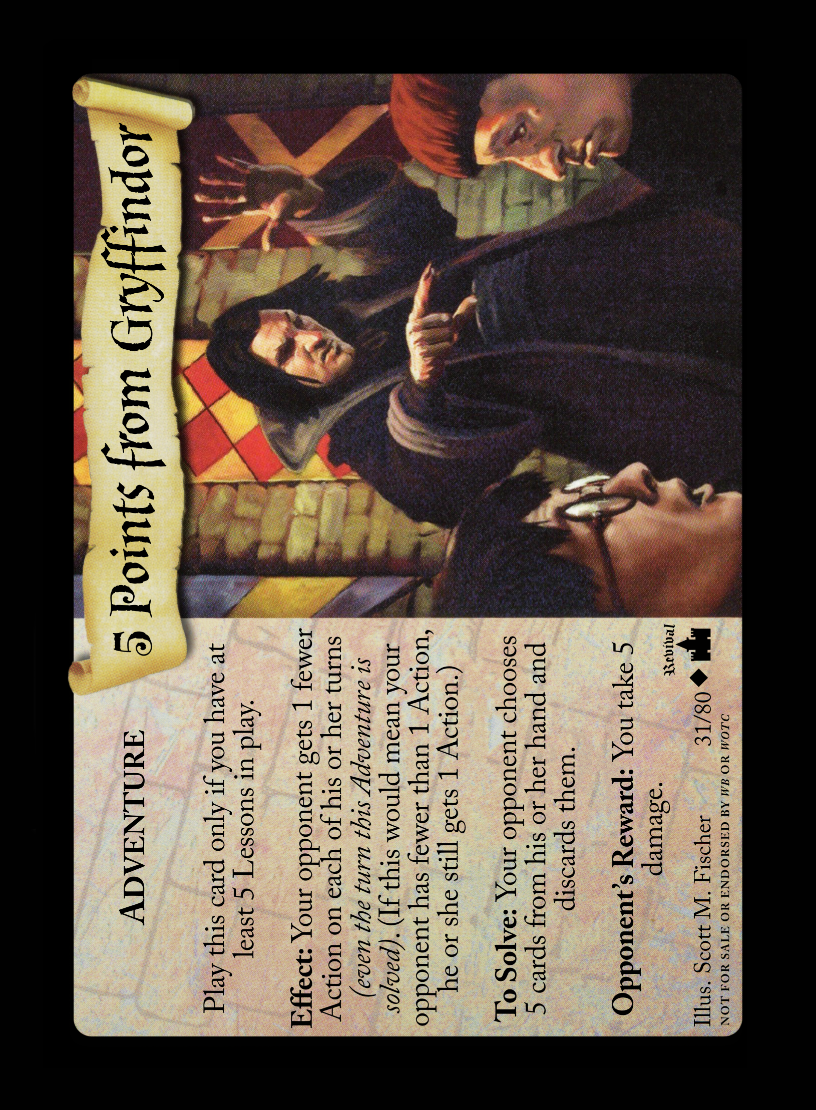 5 Points from Gryffindor
ADVENTURE
Play this card only if you have at
least 5 Lessons in play.
Effect: Your opponent gets 1 fewer
Action on each of his or her turns
(even the turn this Adventure is
solved). (If this would mean your
opponent has fewer than 1 Action,
he or she still gets 1 Action.)
To Solve: Your opponent chooses
5 cards from his or her hand and
discards them.
Opponent's Reward: You take 5
damage.
Revival
Illus. Scott M. Fischer 31/80
NOT FOR SALE OR ENDORSED BY WB OR WOTC